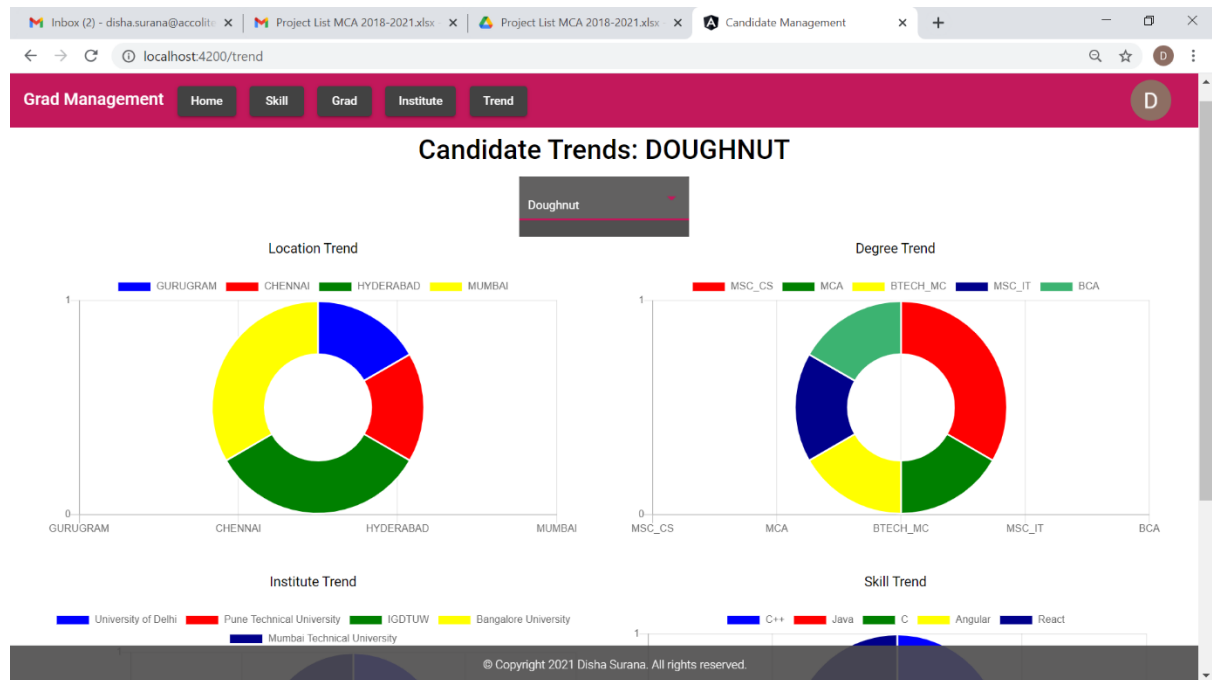 Inbox (2) - disha.surana@accolite
Project List MCA 2018-2021.xlsx -
Project List MCA 2018-2021.xlsx -
Candidate Management
localhost:4200/trend
D
Grad Management Home Skill Grad Institute Trend D
Candidate Trends: DOUGHNUT
Doughnut
Location Trend
GURUGRAM CHENNAI HYDERABAD MUMBAI
1
0
GURUGRAM CHENNAI HYDERABAD MUMBAI
Degree Trend
MSC_CS MCA BTECH_MC MSC_IT BCA
1
0
MSC_CS MCA BTECH_MC MSC_IT BCA
Institute Trend
University of Delhi Pune Technical University IGDTUW Bangalore University
Mumbai Technical University
1
Skill Trend
C++ Java C Angular React
1
© Copyright 2021 Disha Surana. All rights reserved.